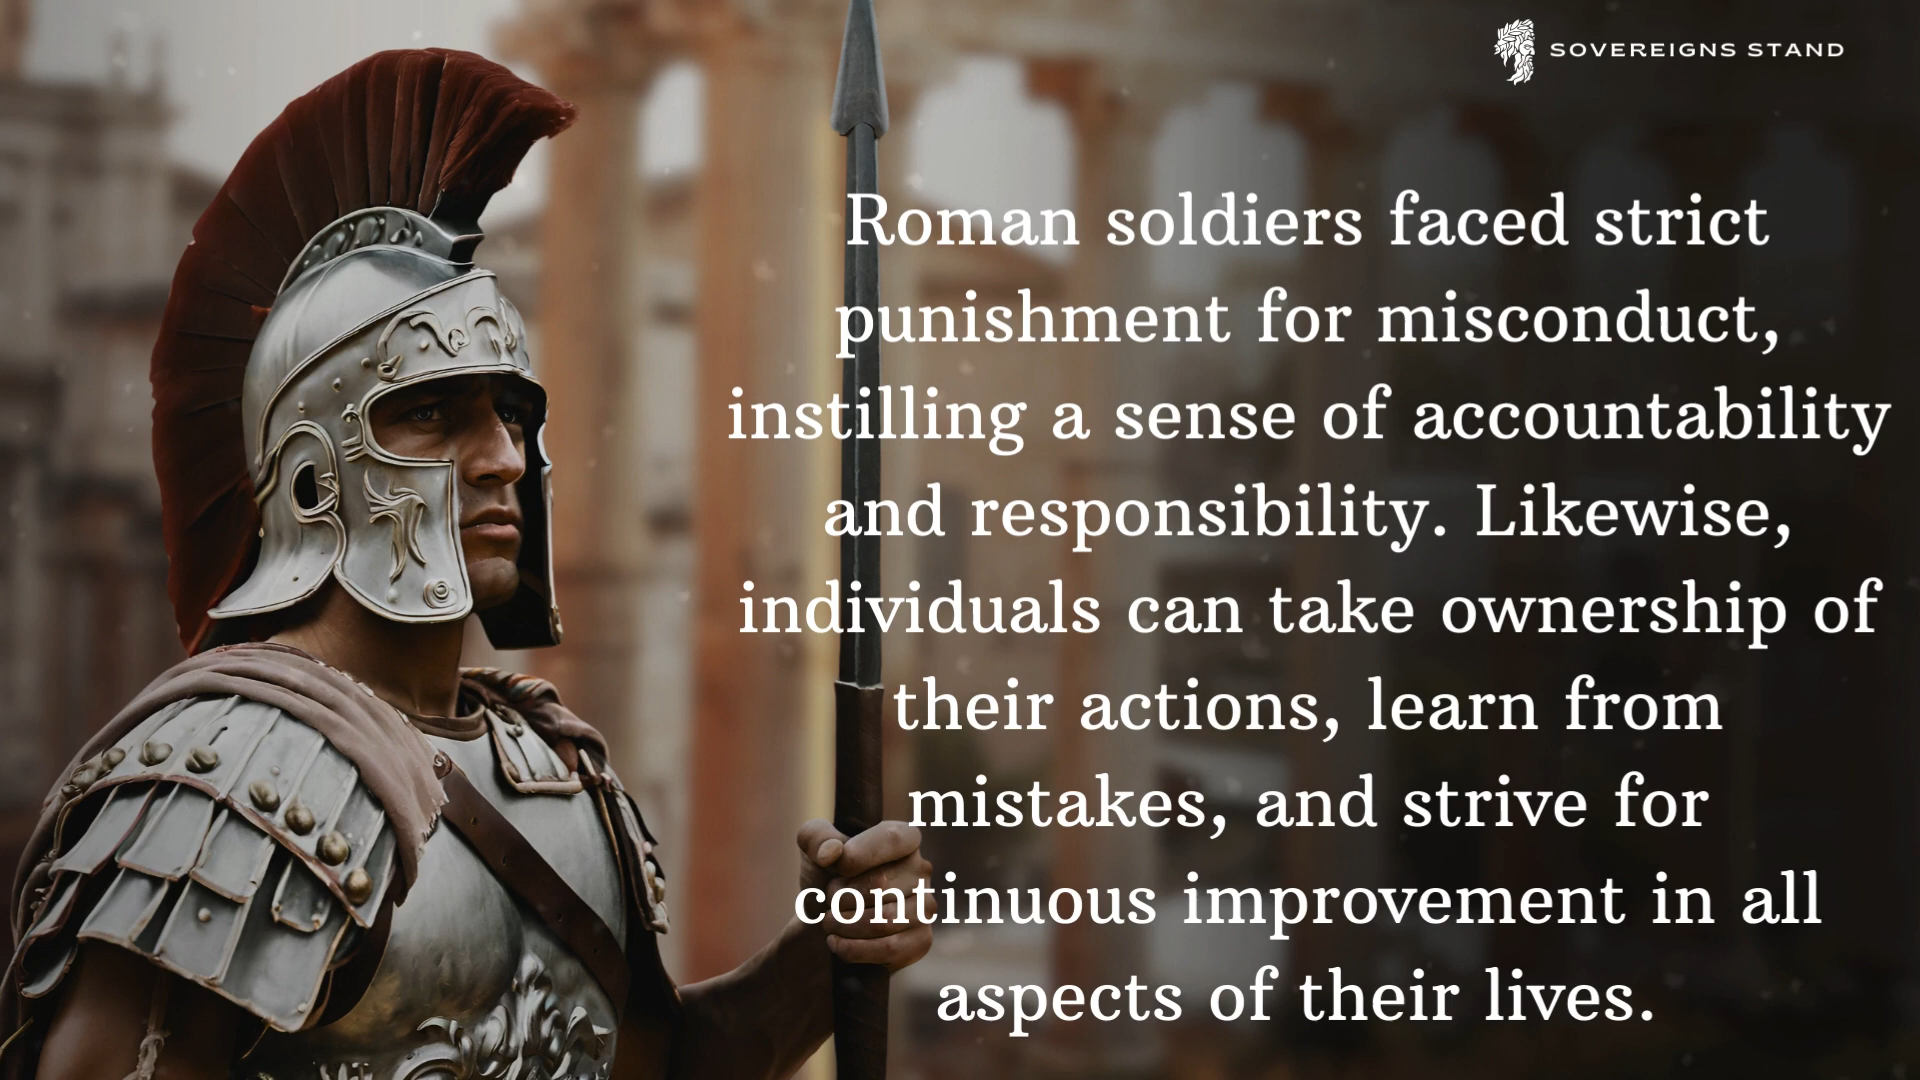 SOVEREIGNS STAND
Roman soldiers faced strict
punishment for misconduct,
instilling a sense of accountability
and responsibility. Likewise,
individuals can take ownership of
their actions, learn from
mistakes, and strive for
continuous improvement in all
aspects of their lives.